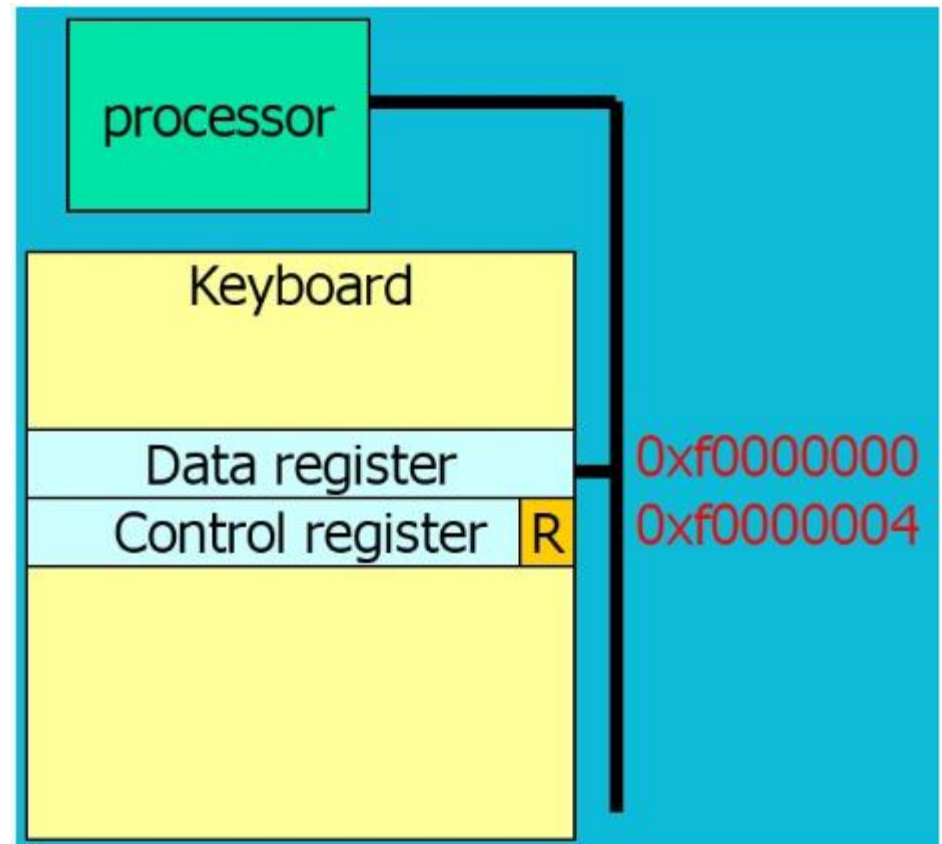 processor
Keyboard
Data register
0xf0000000
Control register R
0xf0000004